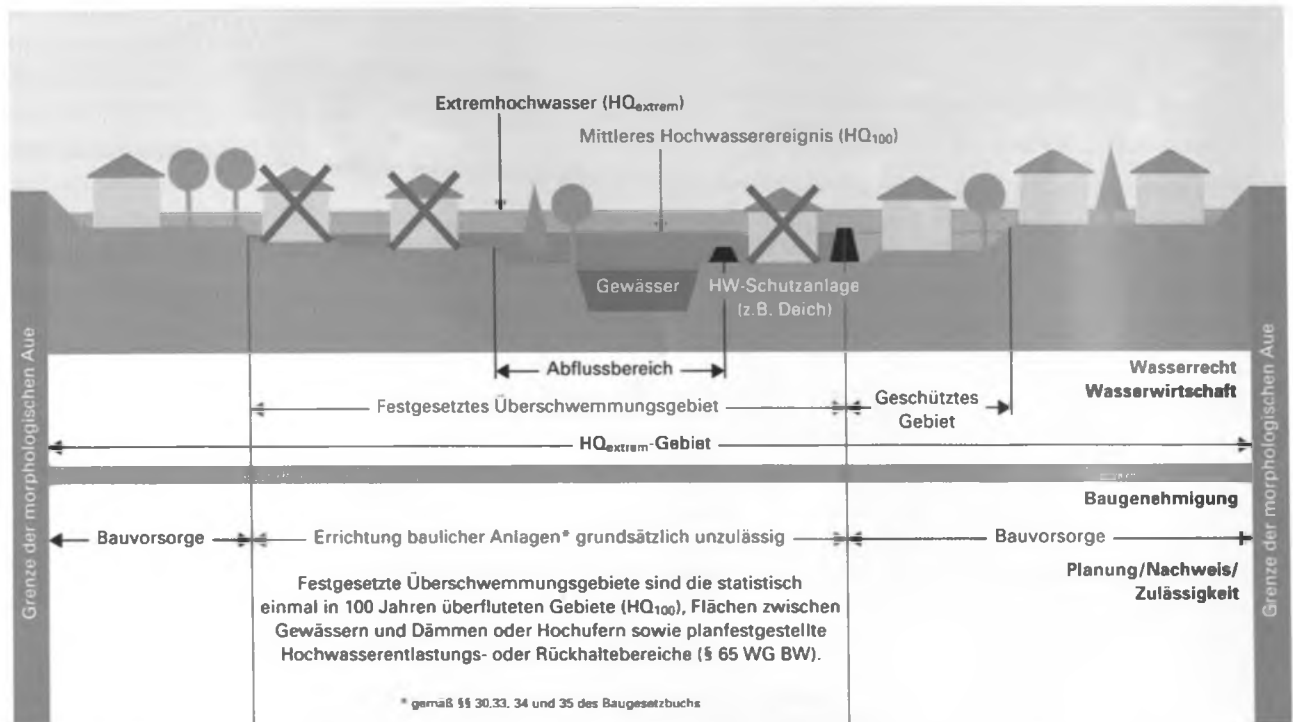 Extremhochwasser (HQextrem)
Mittleres Hochwasserereignis (HQ100)
Gewässer
HW-Schutzanlage
(z.B. Deich)
Grenze der morphologischen Aue
Grenze der morphologischen Aue
Abflussbereich
Wasserrecht
Wasserwirtschaft
Festgesetztes Überschwemmungsgebiet
Geschütztes
Gebiet
HQextrem-Gebiet
Baugenehmigung
Bauvorsorge
Errichtung baulicher Anlagen* grundsätzlich unzulässig
Bauvorsorge
Planung/Nachweis/
Zulässigkeit
Festgesetzte Überschwemmungsgebiete sind die statistisch
einmal in 100 Jahren überfluteten Gebiete (HQ100), Flächen zwischen
Gewässern und Dämmen oder Hochufern sowie planfestgestellte
Hochwasserentlastungs- oder Rückhaltebereiche (§ 65 WG BW).
* gemäß §§ 30,33, 34 und 35 des Baugesetzbuchs